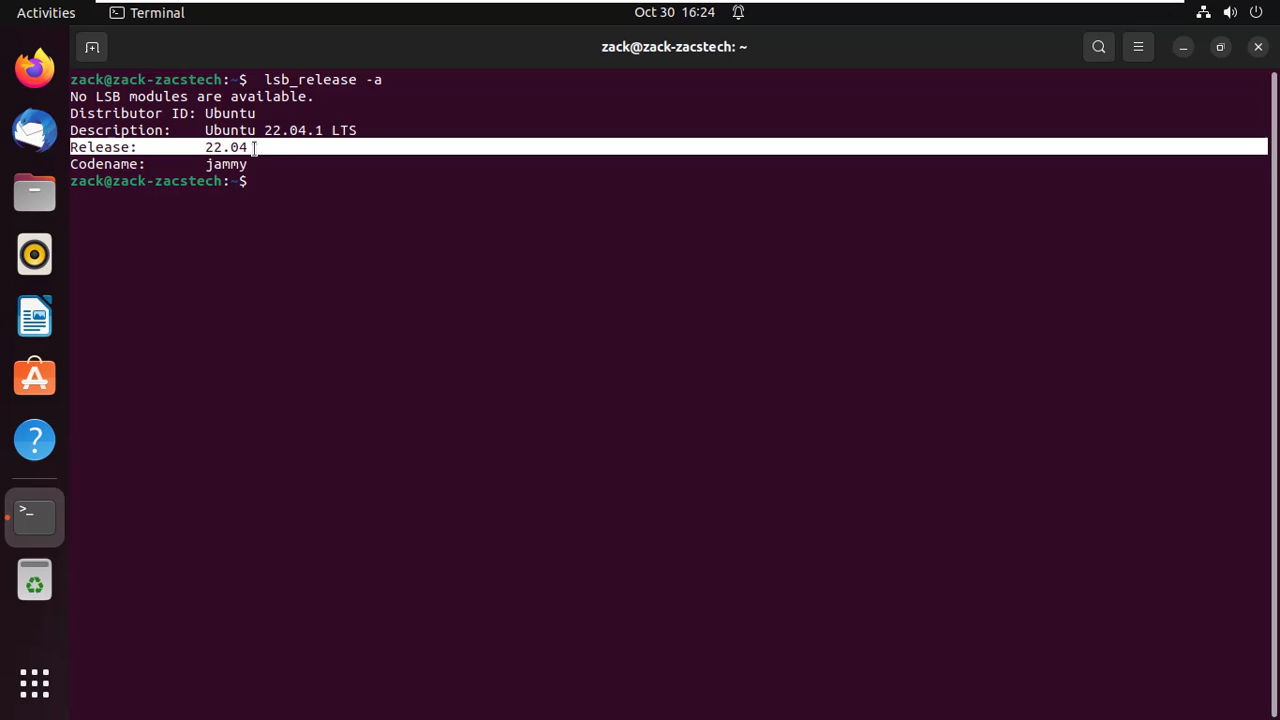 Activities Terminal Oct 30 16:24
zack@zack-zacstech: ~
zack@zack-zacstech:~$  lsb_release -a
No LSB modules are available.
Distributor ID: Ubuntu
Description:    Ubuntu 22.04.1 LTS
Release:        22.04
Codename:       jammy
zack@zack-zacstech:~$